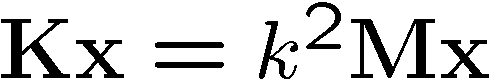 Kx = k²Mx